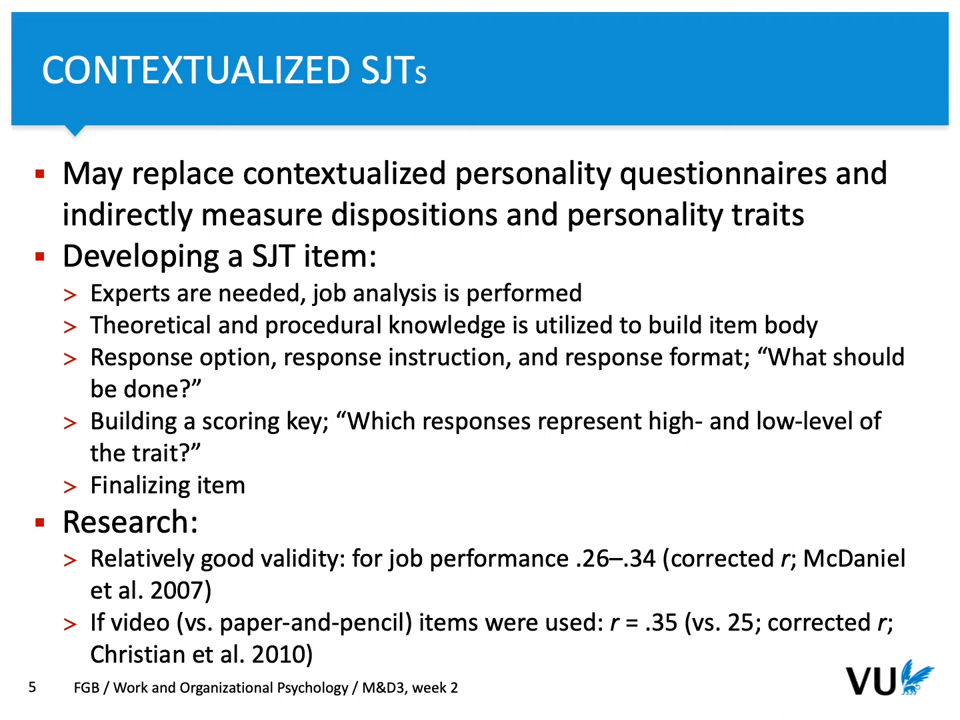 CONTEXTUALIZED SJTs
▪ May replace contextualized personality questionnaires and
indirectly measure dispositions and personality traits
▪ Developing a SJT item:
> Experts are needed, job analysis is performed
> Theoretical and procedural knowledge is utilized to build item body
> Response option, response instruction, and response format; “What should
be done?”
> Building a scoring key; “Which responses represent high- and low-level of
the trait?”
> Finalizing item
▪ Research:
> Relatively good validity: for job performance .26–.34 (corrected r; McDaniel
et al. 2007)
> If video (vs. paper-and-pencil) items were used: r = .35 (vs. 25; corrected r;
Christian et al. 2010)
5 FGB / Work and Organizational Psychology / M&D3, week 2
VU